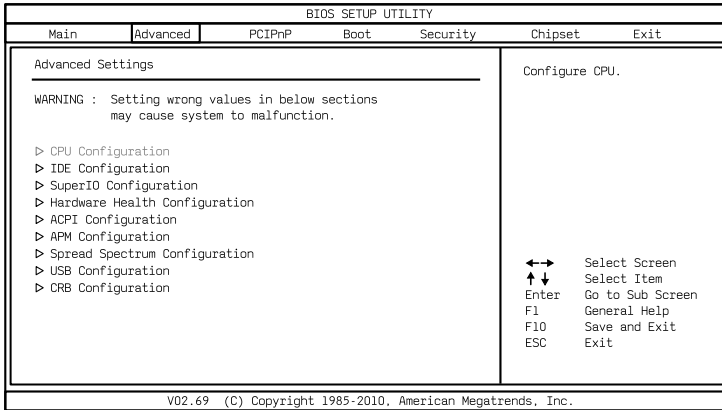 BIOS SETUP UTILITY
Main Advanced PCIPnP Boot Security Chipset Exit
Advanced Settings
WARNING : Setting wrong values in below sections
may cause system to malfunction.
▷ CPU Configuration
▷ IDE Configuration
▷ SuperIO Configuration
▷ Hardware Health Configuration
▷ ACPI Configuration
▷ APM Configuration
▷ Spread Spectrum Configuration
▷ USB Configuration
▷ CRB Configuration
Configure CPU.
←→ Select Screen
↑↓ Select Item
Enter Go to Sub Screen
F1 General Help
F10 Save and Exit
ESC Exit
V02.69 (C) Copyright 1985-2010, American Megatrends, Inc.